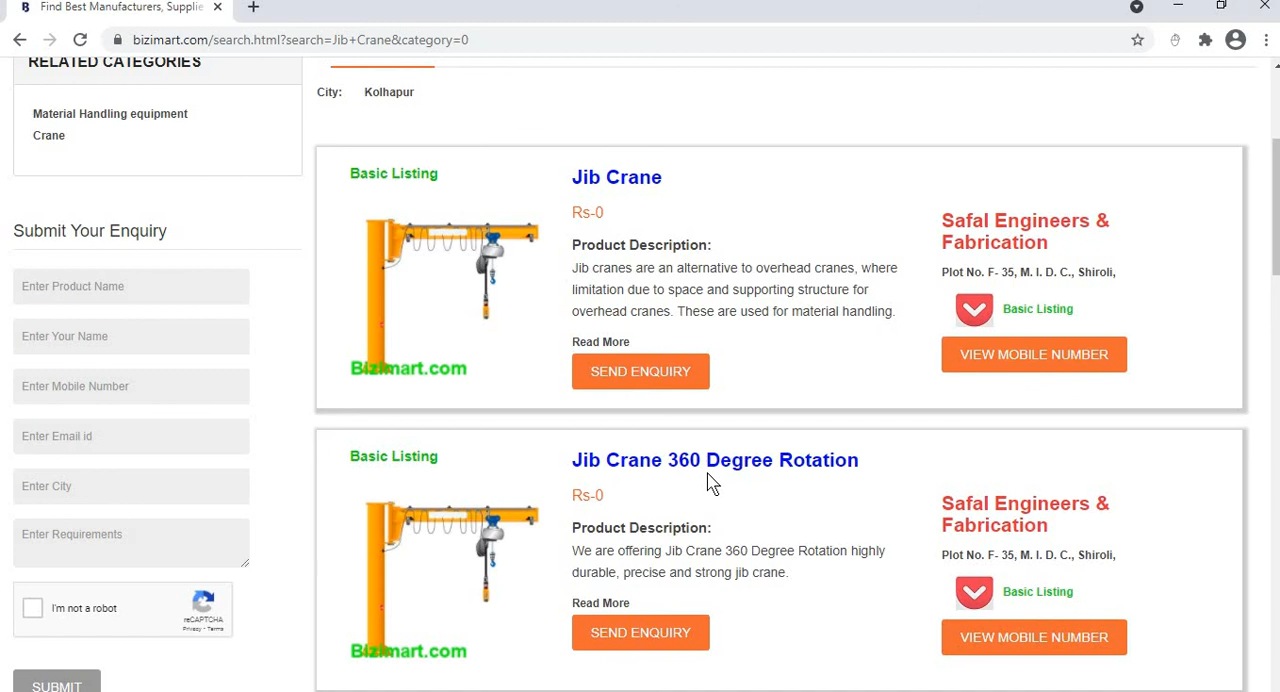 Find Best Manufacturers, Supplie
bizimart.com/search.html?search=Jib+Crane&category=0
RELATED CATEGORIES
Material Handling equipment
Crane
Submit Your Enquiry
Enter Product Name
Enter Your Name
Enter Mobile Number
Enter Email id
Enter City
Enter Requirements
I'm not a robot
reCAPTCHA
Privacy - Terms
SUBMIT
City: Kolhapur
Basic Listing
Bizimart.com
Jib Crane
Rs-0
Product Description:
Jib cranes are an alternative to overhead cranes, where
limitation due to space and supporting structure for
overhead cranes. These are used for material handling.
Read More
SEND ENQUIRY
Safal Engineers &
Fabrication
Plot No. F- 35, M. I. D. C., Shiroli,
Basic Listing
VIEW MOBILE NUMBER
Basic Listing
Bizimart.com
Jib Crane 360 Degree Rotation
Rs-0
Product Description:
We are offering Jib Crane 360 Degree Rotation highly
durable, precise and strong jib crane.
Read More
SEND ENQUIRY
Safal Engineers &
Fabrication
Plot No. F- 35, M. I. D. C., Shiroli,
Basic Listing
VIEW MOBILE NUMBER